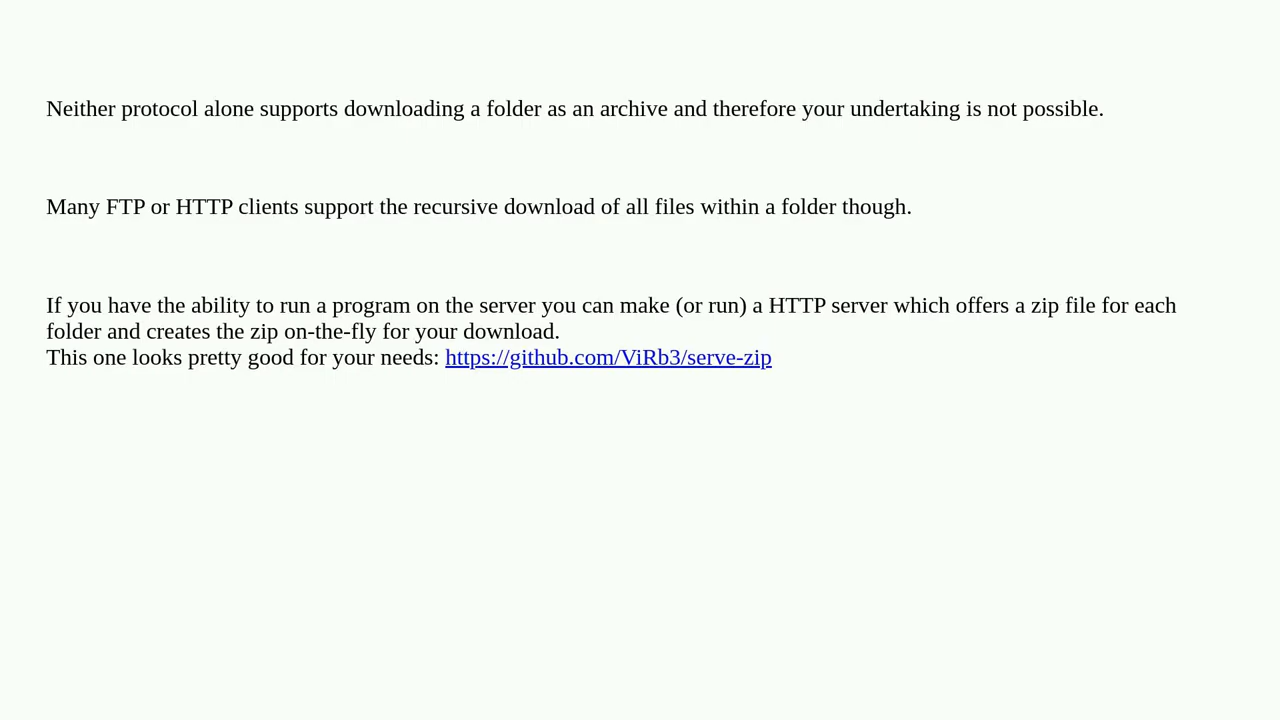 Neither protocol alone supports downloading a folder as an archive and therefore your undertaking is not possible.
Many FTP or HTTP clients support the recursive download of all files within a folder though.
If you have the ability to run a program on the server you can make (or run) a HTTP server which offers a zip file for each
folder and creates the zip on-the-fly for your download.
This one looks pretty good for your needs: https://github.com/ViRb3/serve-zip